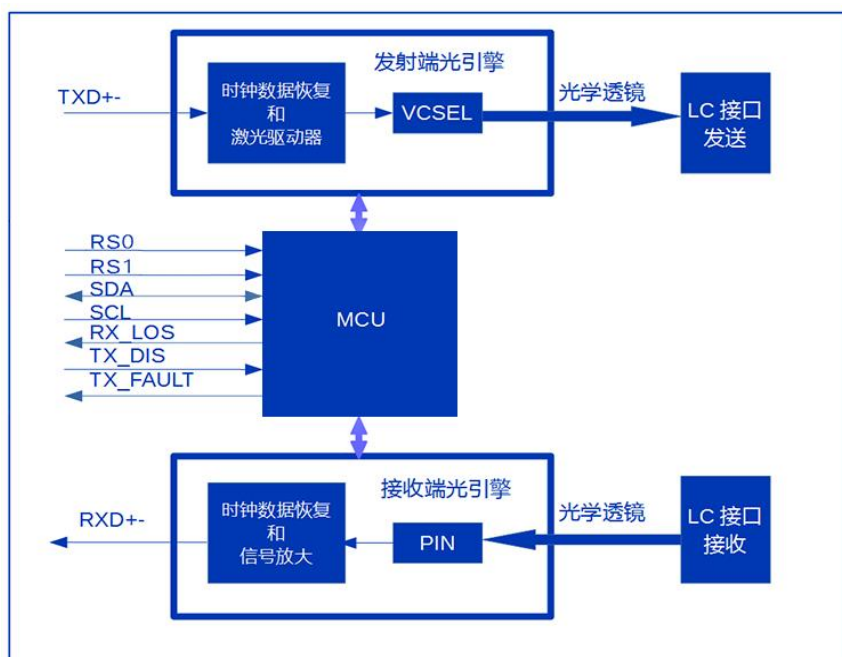 发射端光引擎
TXD+-
时钟数据恢复
和
激光驱动器
VCSEL
光学透镜
LC 接口
发送
RS0
RS1
SDA
SCL
RX_LOS
TX_DIS
TX_FAULT
MCU
接收端光引擎
RXD+-
时钟数据恢复
和
信号放大
PIN
光学透镜
LC 接口
接收